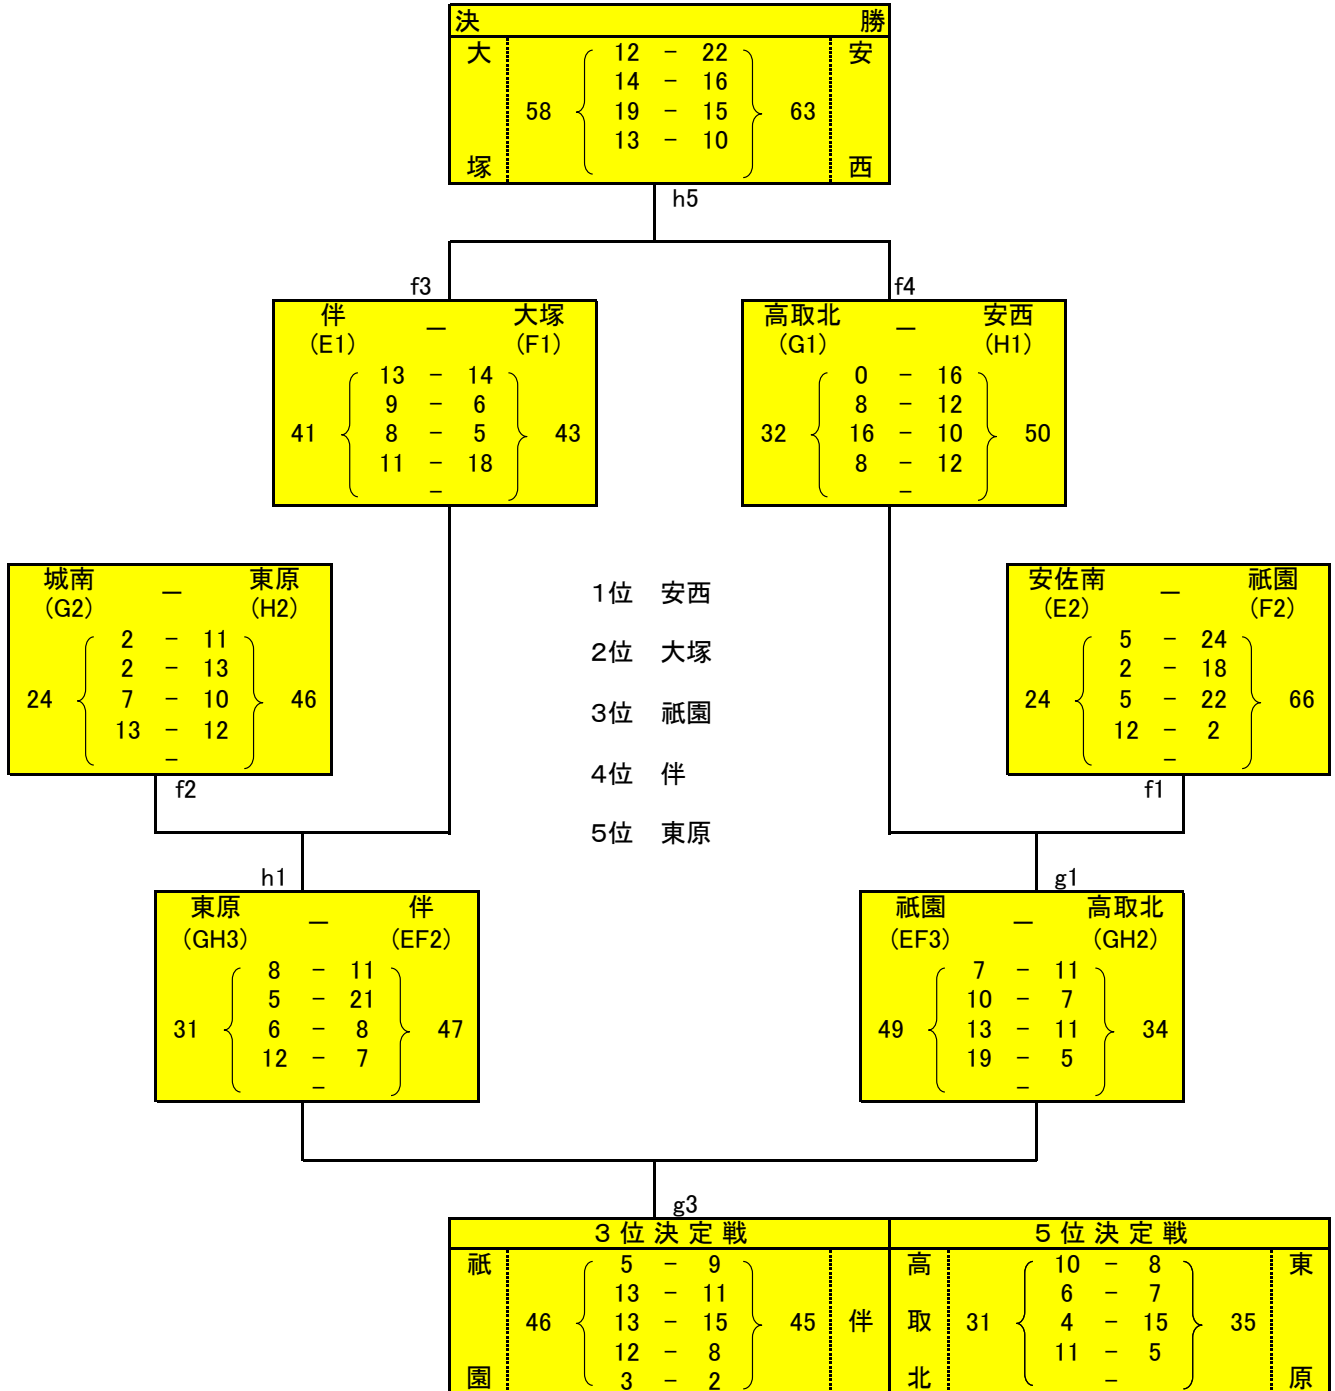 決 勝
大塚 58 安西 63
12 － 22
14 － 16
19 － 15
13 － 10
h5
f3
f4
伴 － 大塚
(E1) (F1)
13 － 14
9 － 6
41 8 － 5 43
11 － 18
－
高取北 － 安西
(G1) (H1)
0 － 16
8 － 12
32 16 － 10 50
8 － 12
－
城南 － 東原
(G2) (H2)
2 － 11
2 － 13
24 7 － 10 46
13 － 12
－
f2
1位 安西
2位 大塚
3位 祇園
4位 伴
5位 東原
安佐南 － 祇園
(E2) (F2)
5 － 24
2 － 18
24 5 － 22 66
12 － 2
－
f1
h1
g1
東原 － 伴
(GH3) (EF2)
8 － 11
5 － 21
31 6 － 8 47
12 － 7
－
祇園 － 高取北
(EF3) (GH2)
7 － 11
10 － 7
49 13 － 11 34
19 － 5
－
g3
3位決定戦
祇園 46 45 伴
5 － 9
13 － 11
13 － 15
12 － 8
3 － 2
5位決定戦
高取北 31 35 東原
10 － 8
6 － 7
4 － 15
11 － 5
－